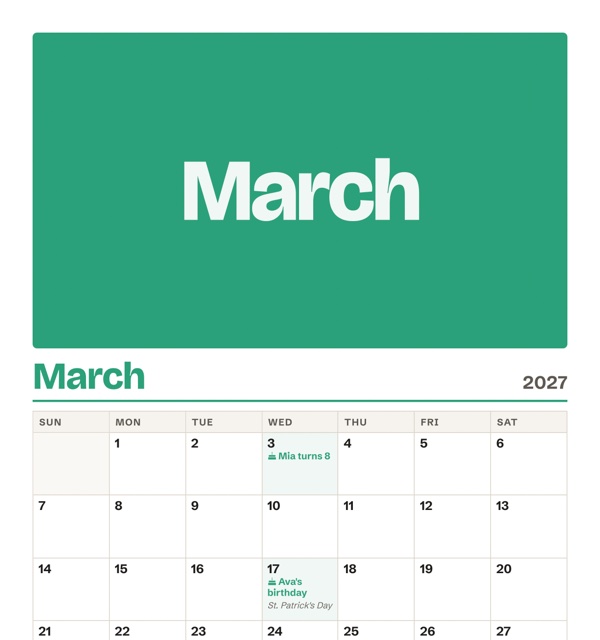 March
March 2027
SUN MON TUE WED THU FRI SAT
1 2 3 4 5 6
Mia turns 8
7 8 9 10 11 12 13
14 15 16 17 18 19 20
Ava's
birthday
St. Patrick's Day
21 22 23 24 25 26 27